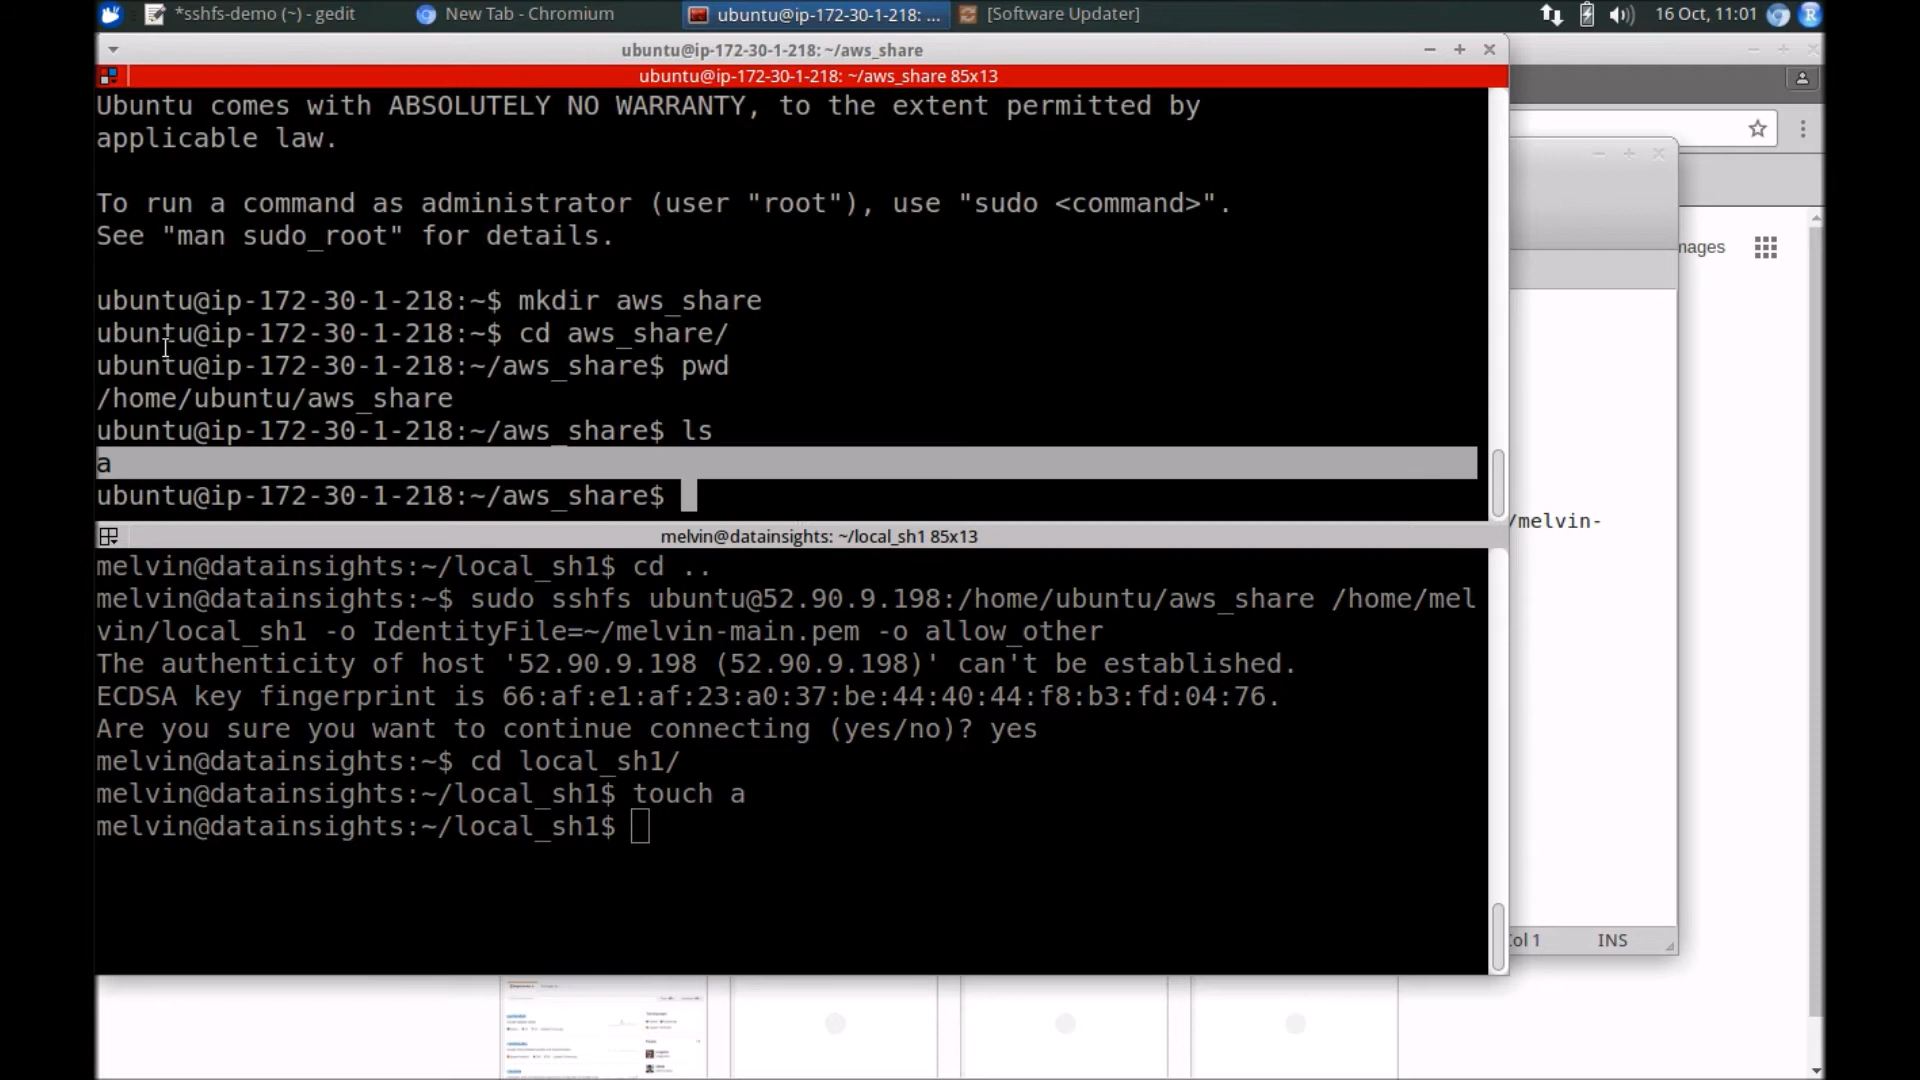 *sshfs-demo (~) - gedit
New Tab - Chromium
ubuntu@ip-172-30-1-218: ...
[Software Updater]
16 Oct, 11:01
ubuntu@ip-172-30-1-218: ~/aws_share
ubuntu@ip-172-30-1-218: ~/aws_share 85x13
Ubuntu comes with ABSOLUTELY NO WARRANTY, to the extent permitted by
applicable law.
To run a command as administrator (user "root"), use "sudo <command>".
See "man sudo_root" for details.
ubuntu@ip-172-30-1-218:~$ mkdir aws_share
ubuntu@ip-172-30-1-218:~$ cd aws_share/
ubuntu@ip-172-30-1-218:~/aws_share$ pwd
/home/ubuntu/aws_share
ubuntu@ip-172-30-1-218:~/aws_share$ ls
a
ubuntu@ip-172-30-1-218:~/aws_share$
melvin@datainsights: ~/local_sh1 85x13
melvin@datainsights:~/local_sh1$ cd ..
melvin@datainsights:~$ sudo sshfs ubuntu@52.90.9.198:/home/ubuntu/aws_share /home/mel
vin/local_sh1 -o IdentityFile=~/melvin-main.pem -o allow_other
The authenticity of host '52.90.9.198 (52.90.9.198)' can't be established.
ECDSA key fingerprint is 66:af:e1:af:23:a0:37:be:44:40:44:f8:b3:fd:04:76.
Are you sure you want to continue connecting (yes/no)? yes
melvin@datainsights:~$ cd local_sh1/
melvin@datainsights:~/local_sh1$ touch a
melvin@datainsights:~/local_sh1$
mages
/melvin-
Col 1
INS